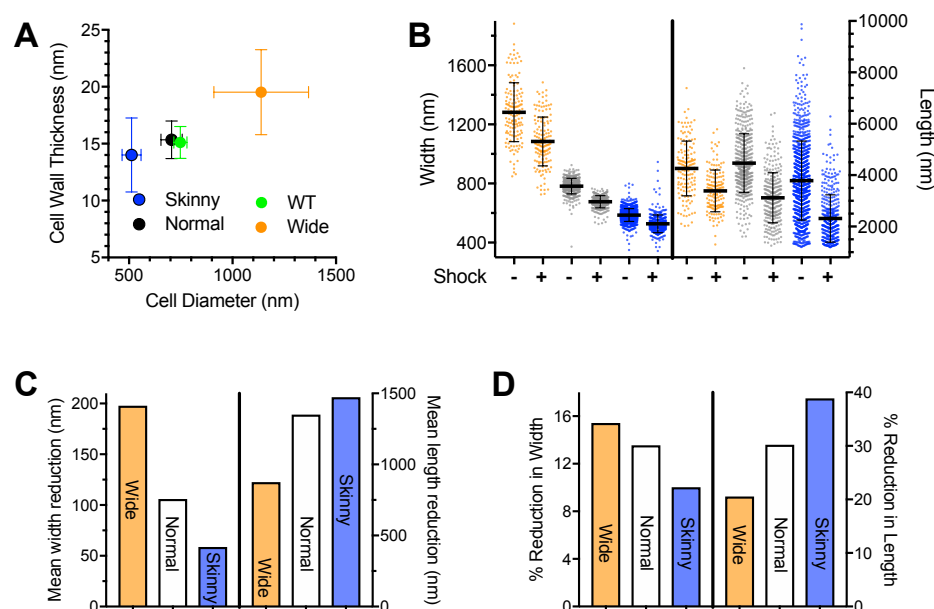 A
Cell Wall Thickness (nm)
25
20
15
10
5
500
1000
1500
Cell Diameter (nm)
Skinny
Normal
WT
Wide
B
Width (nm)
1600
1200
800
400
Length (nm)
10000
8000
6000
4000
2000
Shock - + - + - + - + - + - +
C
Mean width reduction (nm)
200
150
100
50
0
Wide
Normal
Skinny
Wide
Normal
Skinny
1500
1000
500
0
Mean length reduction (nm)
D
% Reduction in Width
16
12
8
4
Wide
Normal
Skinny
Wide
Normal
Skinny
40
30
20
10
0
% Reduction in Length